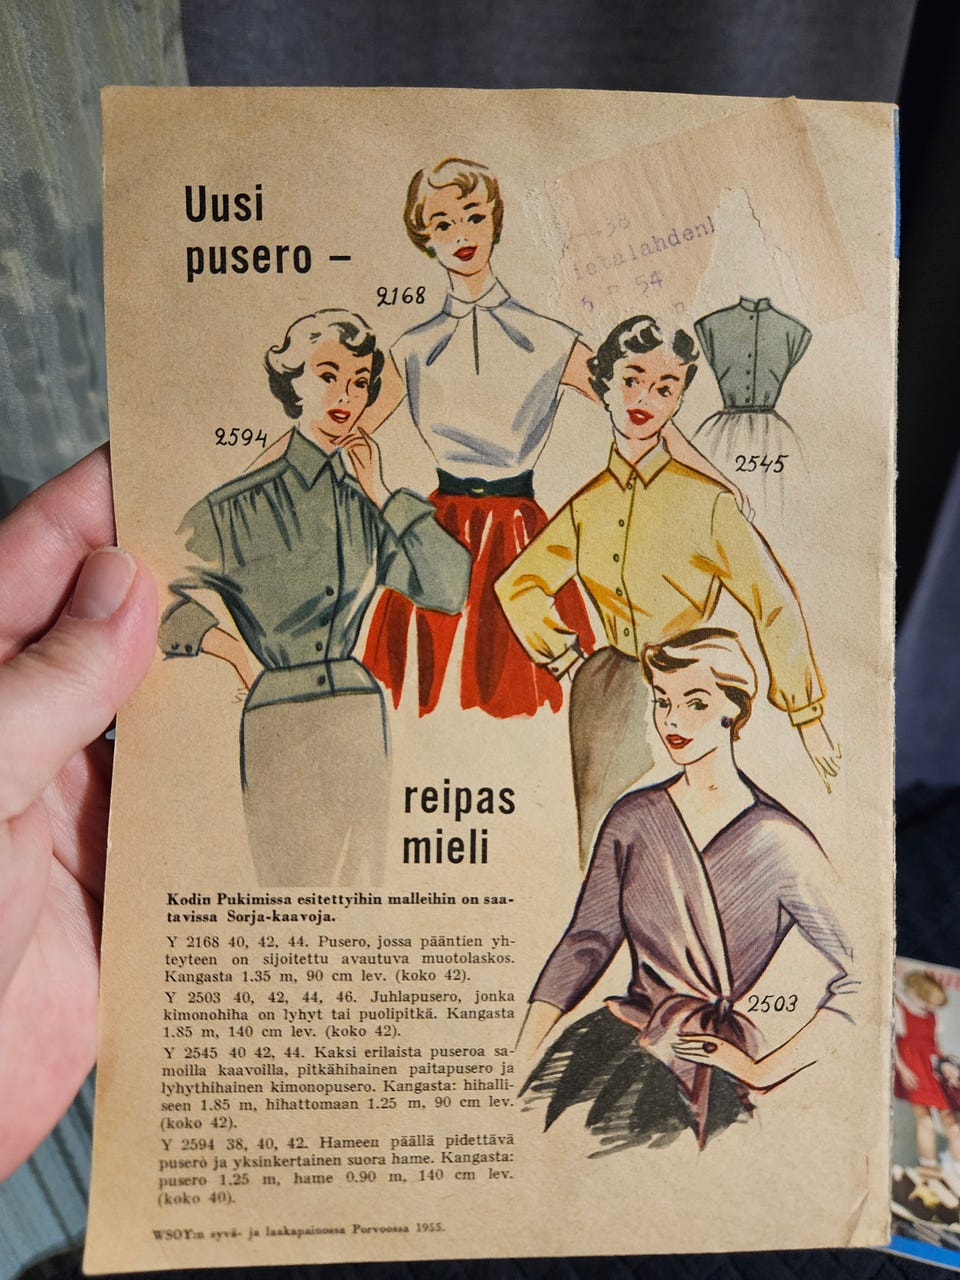 Uusi
pusero –
2168
54
2594
2545
reipas
mieli
2503
Kodin Pukimissa esitettyihin malleihin on saa-
tavissa Sorja-kaavoja.
Y 2168 40, 42, 44. Pusero, jossa pääntien yh-
teyteen on sijoitettu avautuva muotolaskos.
Kangasta 1.35 m, 90 cm lev. (koko 42).
Y 2503 40, 42, 44, 46. Juhlapusero, jonka
kimonohiha on lyhyt tai puolipitkä. Kangasta
1.85 m, 140 cm lev. (koko 42).
Y 2545 40 42, 44. Kaksi erilaista puseroa sa-
moilla kaavoilla, pitkähihainen paitapusero ja
lyhythihainen kimonopusero. Kangasta: hihalli-
seen 1.85 m, hihattomaan 1.25 m, 90 cm lev.
(koko 42).
Y 2594 38, 40, 42. Hameen päällä pidettävä
pusero ja yksinkertainen suora hame. Kangasta:
pusero 1.25 m, hame 0.90 m, 140 cm lev.
(koko 40).
WSOY:n syvä- ja laakapainossa Porvoossa 1955.